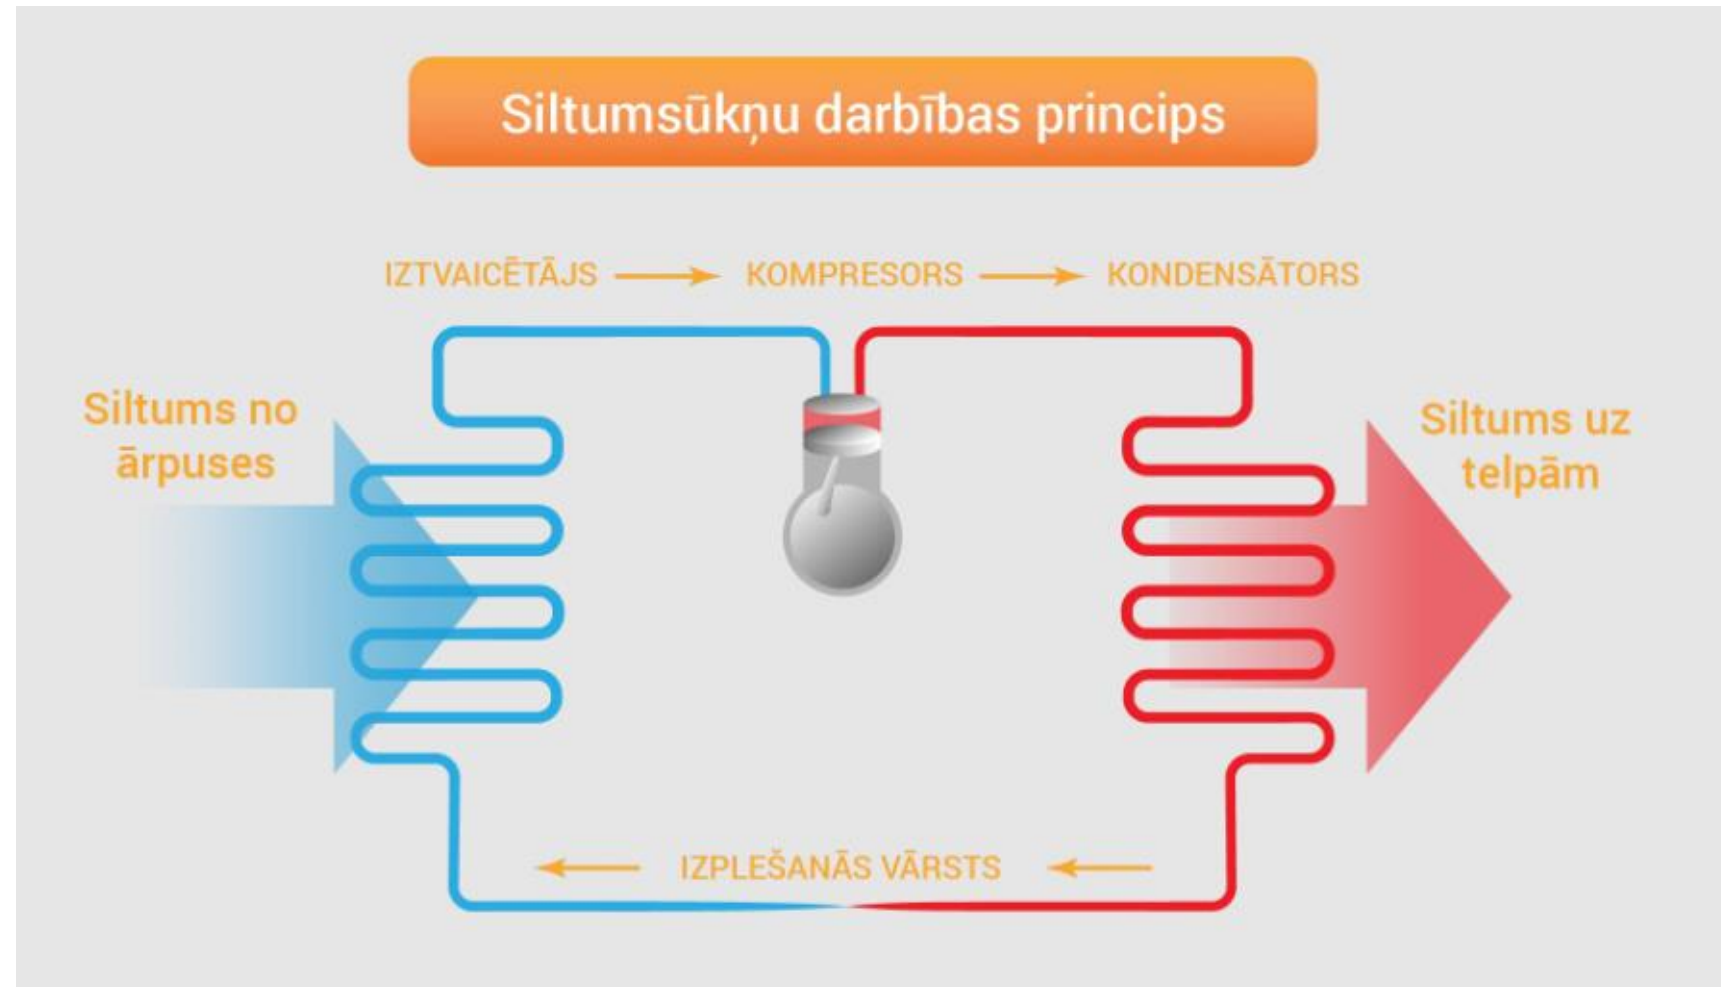 Siltumsūkņu darbības princips
IZTVAICĒTĀJS → KOMPRESORS → KONDENSĀTORS
Siltums no
ārpuses
Siltums uz
telpām
IZPLEŠANĀS VĀRSTS